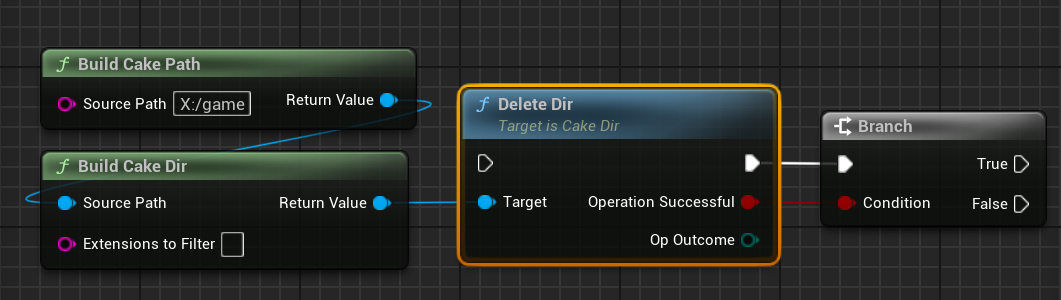 f Build Cake Path
Source Path X:/game Return Value
f Build Cake Dir
Source Path Return Value
Extensions to Filter
f Delete Dir
Target is Cake Dir
Target Operation Successful
Op Outcome
Branch
True
Condition False